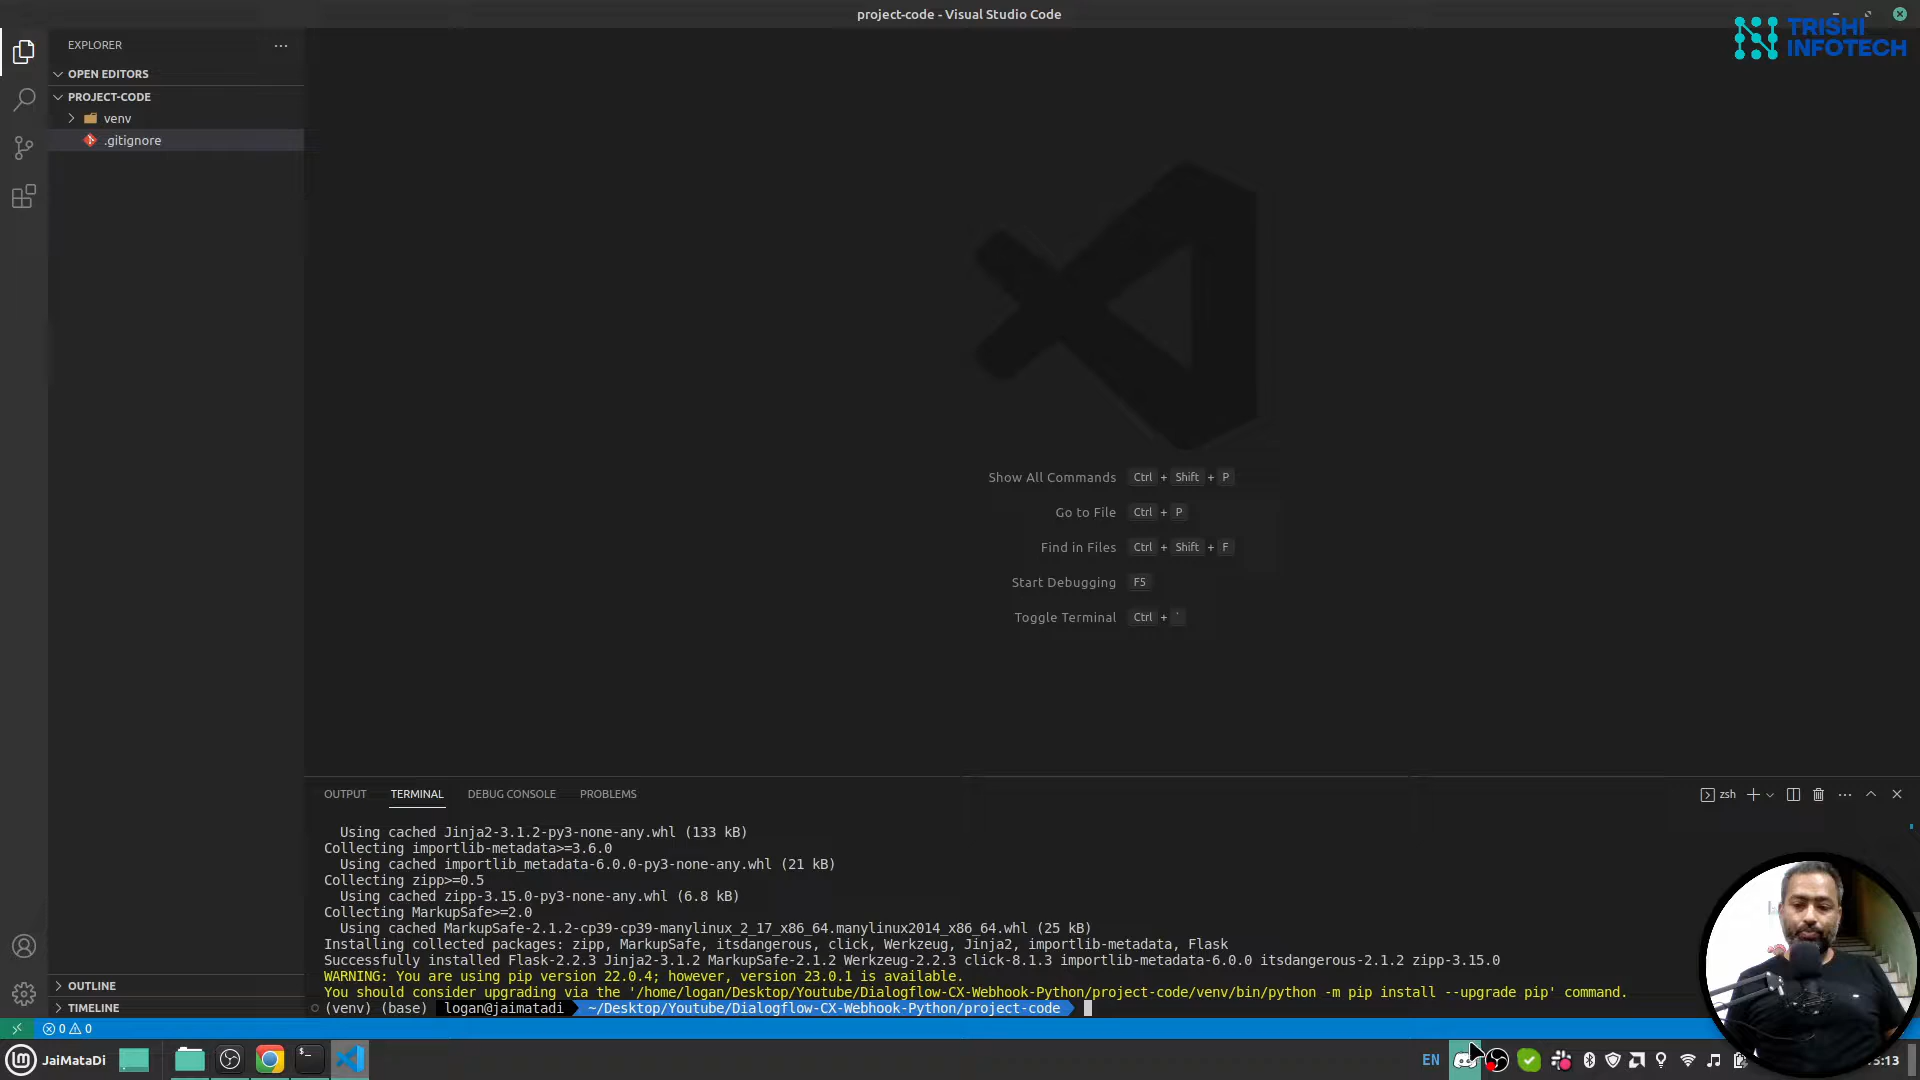 project-code - Visual Studio Code
TRISHI
INFOTECH
EXPLORER
OPEN EDITORS
PROJECT-CODE
venv
.gitignore
Show All Commands Ctrl + Shift + P
Go to File Ctrl + P
Find in Files Ctrl + Shift + F
Start Debugging F5
Toggle Terminal Ctrl + `
OUTPUT TERMINAL DEBUG CONSOLE PROBLEMS
zsh
Using cached Jinja2-3.1.2-py3-none-any.whl (133 kB)
Collecting importlib-metadata>=3.6.0
Using cached importlib_metadata-6.0.0-py3-none-any.whl (21 kB)
Collecting zipp>=0.5
Using cached zipp-3.15.0-py3-none-any.whl (6.8 kB)
Collecting MarkupSafe>=2.0
Using cached MarkupSafe-2.1.2-cp39-cp39-manylinux_2_17_x86_64.manylinux2014_x86_64.whl (25 kB)
Installing collected packages: zipp, MarkupSafe, itsdangerous, click, Werkzeug, Jinja2, importlib-metadata, Flask
Successfully installed Flask-2.2.3 Jinja2-3.1.2 MarkupSafe-2.1.2 Werkzeug-2.2.3 click-8.1.3 importlib-metadata-6.0.0 itsdangerous-2.1.2 zipp-3.15.0
WARNING: You are using pip version 22.0.4; however, version 23.0.1 is available.
You should consider upgrading via the '/home/logan/Desktop/Youtube/Dialogflow-CX-Webhook-Python/project-code/venv/bin/python -m pip install --upgrade pip' command.
(venv) (base) logan@jaimatadi ~/Desktop/Youtube/Dialogflow-CX-Webhook-Python/project-code
OUTLINE
TIMELINE
0 0
JaiMataDi
EN